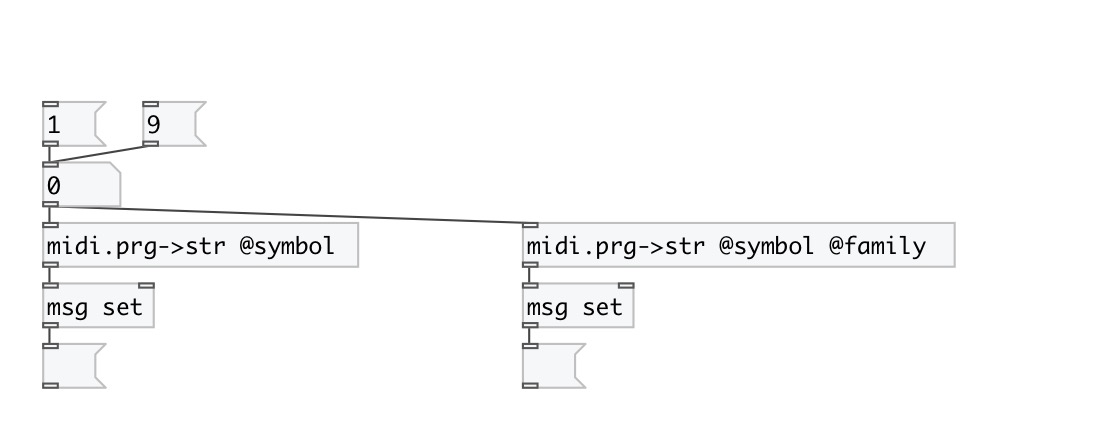 1
9
0
midi.prg->str @symbol
midi.prg->str @symbol @family
msg set
msg set